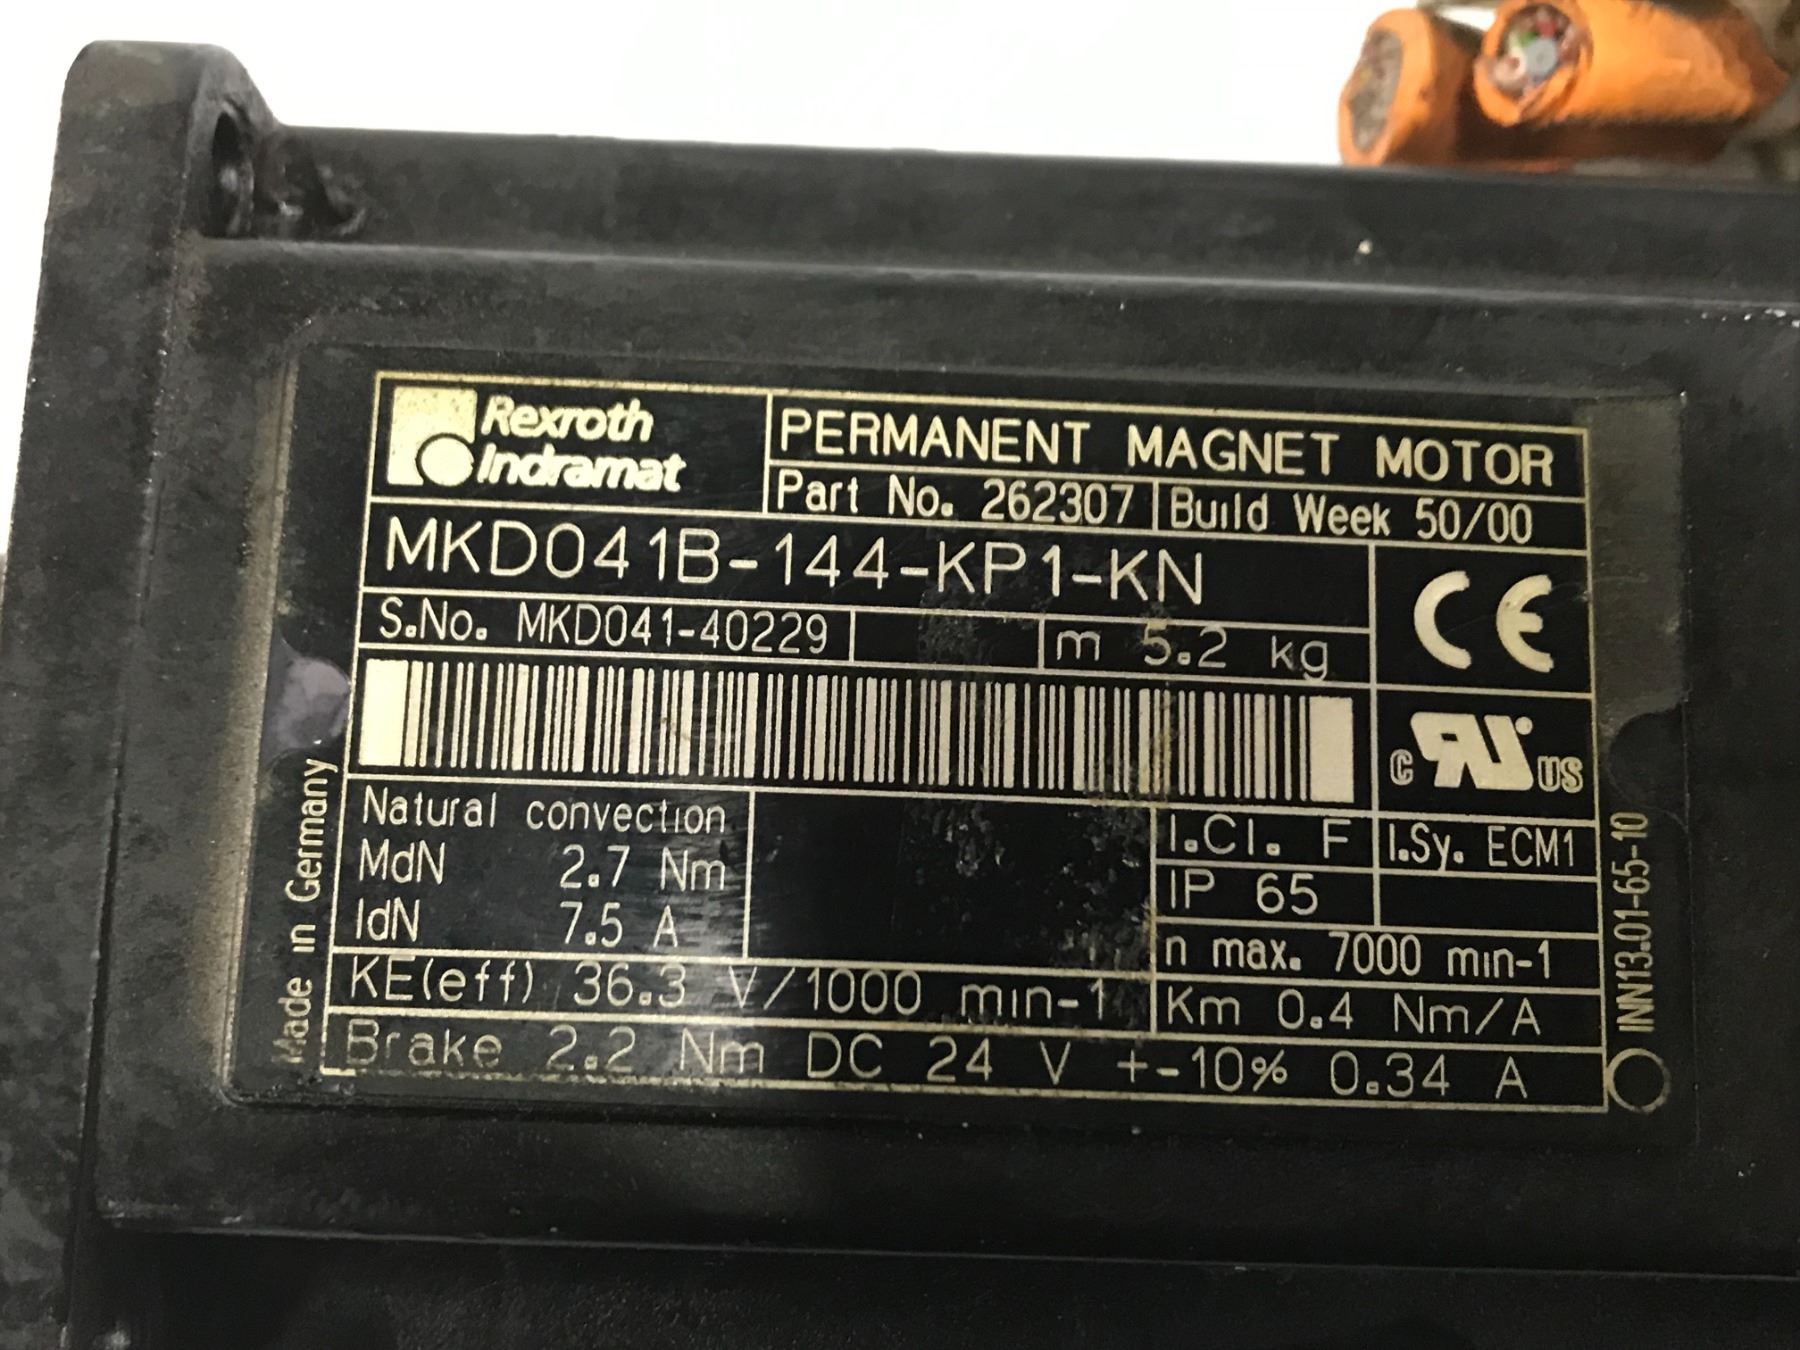 Rexroth
Indramat
PERMANENT MAGNET MOTOR
Part No. 262307 Build Week 50/00
MKD041B-144-KP1-KN
CE
S.No. MKD041-40229 m 5.2 kg
c RU us
Natural convection
MdN 2.7 Nm
IdN 7.5 A
I.Cl. F I.Sy. ECM1
IP 65
n max. 7000 min-1
KE(eff) 36.3 V/1000 min-1 Km 0.4 Nm/A
Brake 2.2 Nm DC 24 V +-10% 0.34 A
Made in Germany
INN13.01-65-10